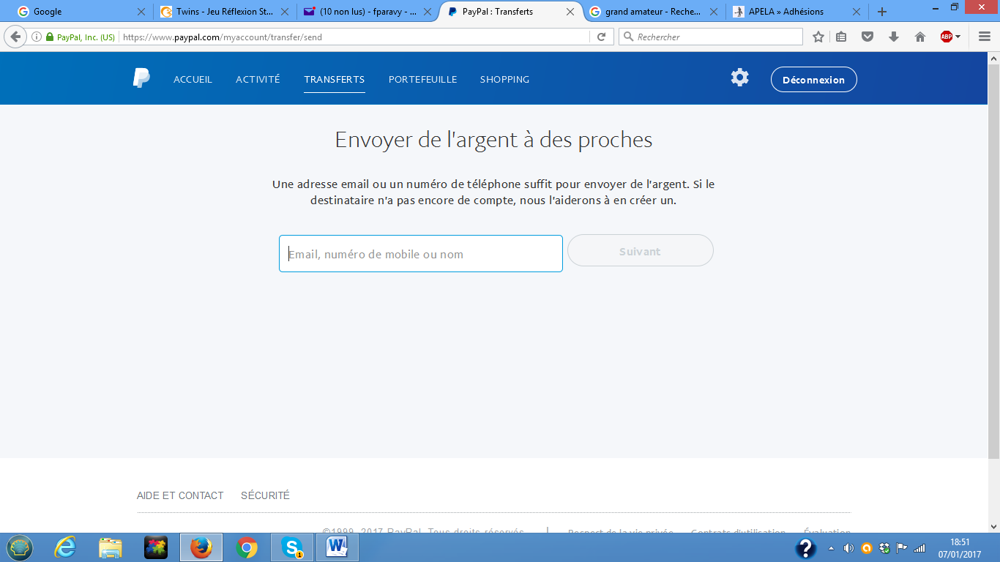 Google
Twins - Jeu Réflexion St...
(10 non lus) - fparavy - ...
PayPal : Transferts
grand amateur - Reche...
APELA » Adhésions
PayPal, Inc. (US)
https://www.paypal.com/myaccount/transfer/send
Rechercher
ABP
ACCUEIL
ACTIVITÉ
TRANSFERTS
PORTEFEUILLE
SHOPPING
Déconnexion
Envoyer de l'argent à des proches
Une adresse email ou un numéro de téléphone suffit pour envoyer de l'argent. Si le
destinataire n'a pas encore de compte, nous l'aiderons à en créer un.
Email, numéro de mobile ou nom
Suivant
AIDE ET CONTACT
SÉCURITÉ
©1999-2017 PayPal. Tous droits réservés.
Respect de la vie privée
Contrats d'utilisation
Évaluation
1
18:51
07/01/2017